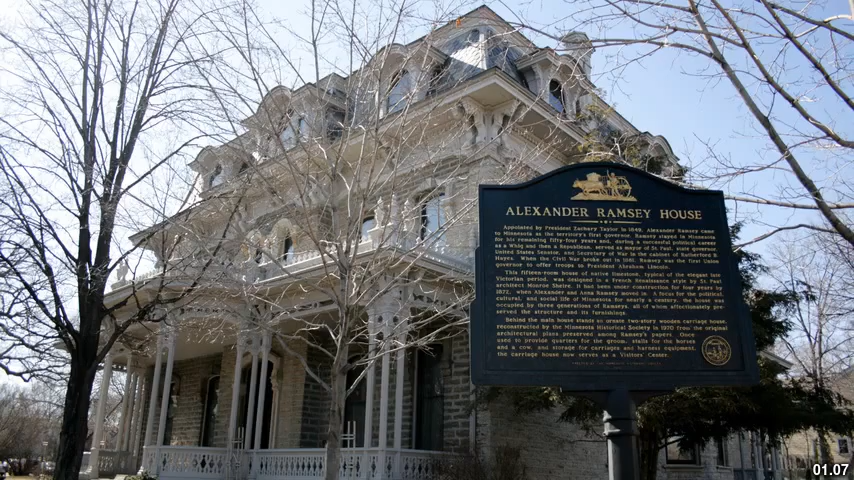 ALEXANDER RAMSEY HOUSE
Appointed by President Zachary Taylor in 1849, Alexander Ramsey came
to Minnesota as the territory's first governor. Ramsey stayed in Minnesota
for his remaining fifty-four years and, during a successful political career
as a Whig and then a Republican, served as mayor of St. Paul, state governor,
United States Senator, and Secretary of War in the cabinet of Rutherford B.
Hayes. When the Civil War broke out in 1861, Ramsey was the first Union
governor to offer troops to President Abraham Lincoln.
This fifteen-room house of native limestone, typical of the elegant late
Victorian period, was designed in a French Renaissance style by St. Paul
architect Monroe Sheire. It had been under construction for four years by
1872, when Alexander and Anna Ramsey moved in. A focus for the political,
cultural, and social life of Minnesota for nearly a century, the house was
occupied by three generations of Ramseys, all of whom affectionately pre-
served the structure and its furnishings.
Behind the main house stands an ornate two-story wooden carriage house,
reconstructed by the Minnesota Historical Society in 1970 from the original
architectural plans preserved among Ramsey's papers. Once
used to provide quarters for the groom, stalls for the horses
and a cow, and storage for carriages and harness equipment,
the carriage house now serves as a Visitors' Center.
01.07